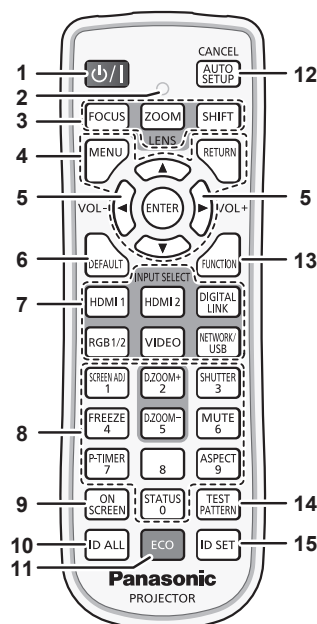 CANCEL
1 ⏻/| AUTO SETUP 12
2
3 FOCUS ZOOM SHIFT
LENS
4 MENU RETURN
5 ▲ 5
VOL- ◀ ENTER ▶ VOL+
▼
6 DEFAULT FUNCTION 13
INPUT SELECT
7 HDMI 1 HDMI 2 DIGITAL LINK
RGB1/2 VIDEO NETWORK/ USB
SCREEN ADJ 1 D.ZOOM+ 2 SHUTTER 3
8 FREEZE 4 D.ZOOM- 5 MUTE 6
P-TIMER 7 8 ASPECT 9
9 ON SCREEN STATUS 0 TEST PATTERN 14
10 ID ALL ECO ID SET 15
11
Panasonic
PROJECTOR